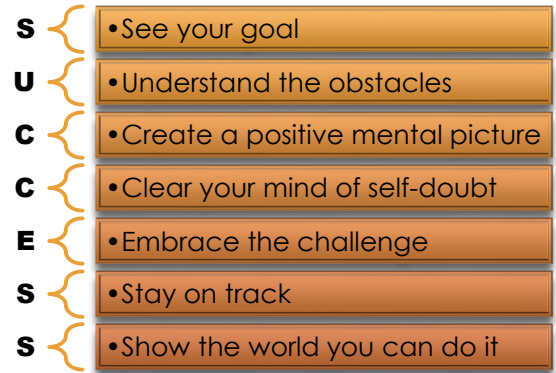 S •See your goal
U •Understand the obstacles
C •Create a positive mental picture
C •Clear your mind of self-doubt
E •Embrace the challenge
S •Stay on track
S •Show the world you can do it